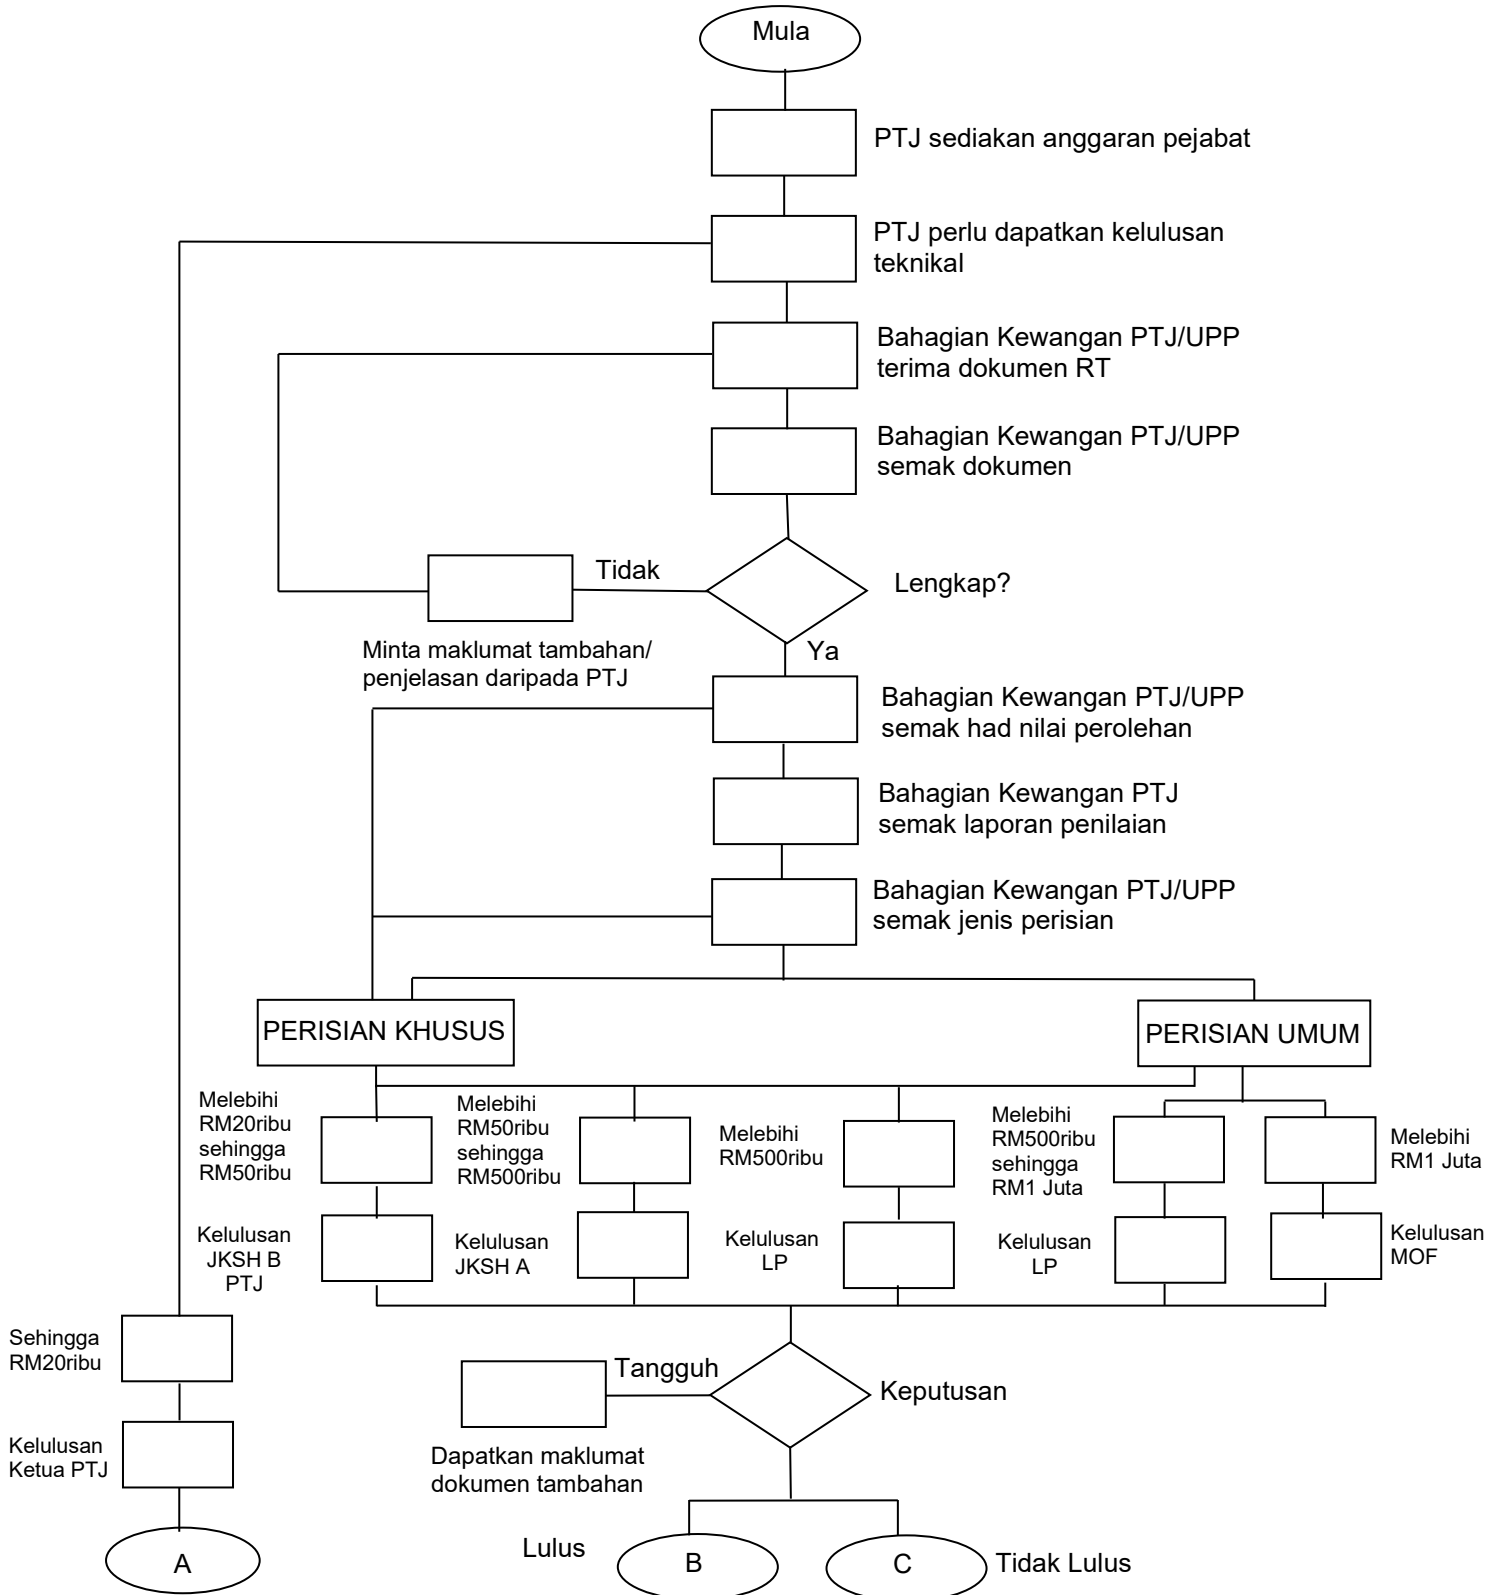 Mula
PTJ sediakan anggaran pejabat
PTJ perlu dapatkan kelulusan
teknikal
Bahagian Kewangan PTJ/UPP
terima dokumen RT
Bahagian Kewangan PTJ/UPP
semak dokumen
Tidak
Lengkap?
Minta maklumat tambahan/
penjelasan daripada PTJ
Ya
Bahagian Kewangan PTJ/UPP
semak had nilai perolehan
Bahagian Kewangan PTJ
semak laporan penilaian
Bahagian Kewangan PTJ/UPP
semak jenis perisian
PERISIAN KHUSUS
PERISIAN UMUM
Melebihi
RM20ribu
sehingga
RM50ribu
Melebihi
RM50ribu
sehingga
RM500ribu
Melebihi
RM500ribu
Melebihi
RM500ribu
sehingga
RM1 Juta
Melebihi
RM1 Juta
Kelulusan
JKSH B
PTJ
Kelulusan
JKSH A
Kelulusan
LP
Kelulusan
LP
Kelulusan
MOF
Sehingga
RM20ribu
Tangguh
Keputusan
Kelulusan
Ketua PTJ
Dapatkan maklumat
dokumen tambahan
A
Lulus
B
C
Tidak Lulus